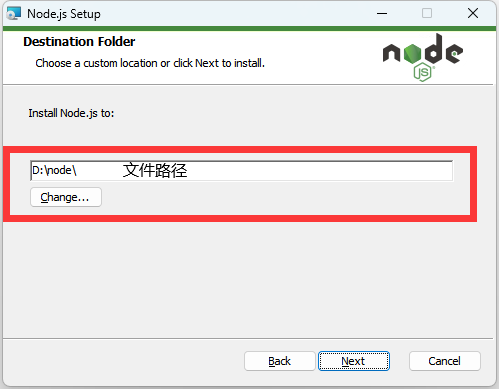 Node.js Setup
Destination Folder
Choose a custom location or click Next to install.
node
JS
Install Node.js to:
D:\node\ 文件路径
Change...
Back Next Cancel